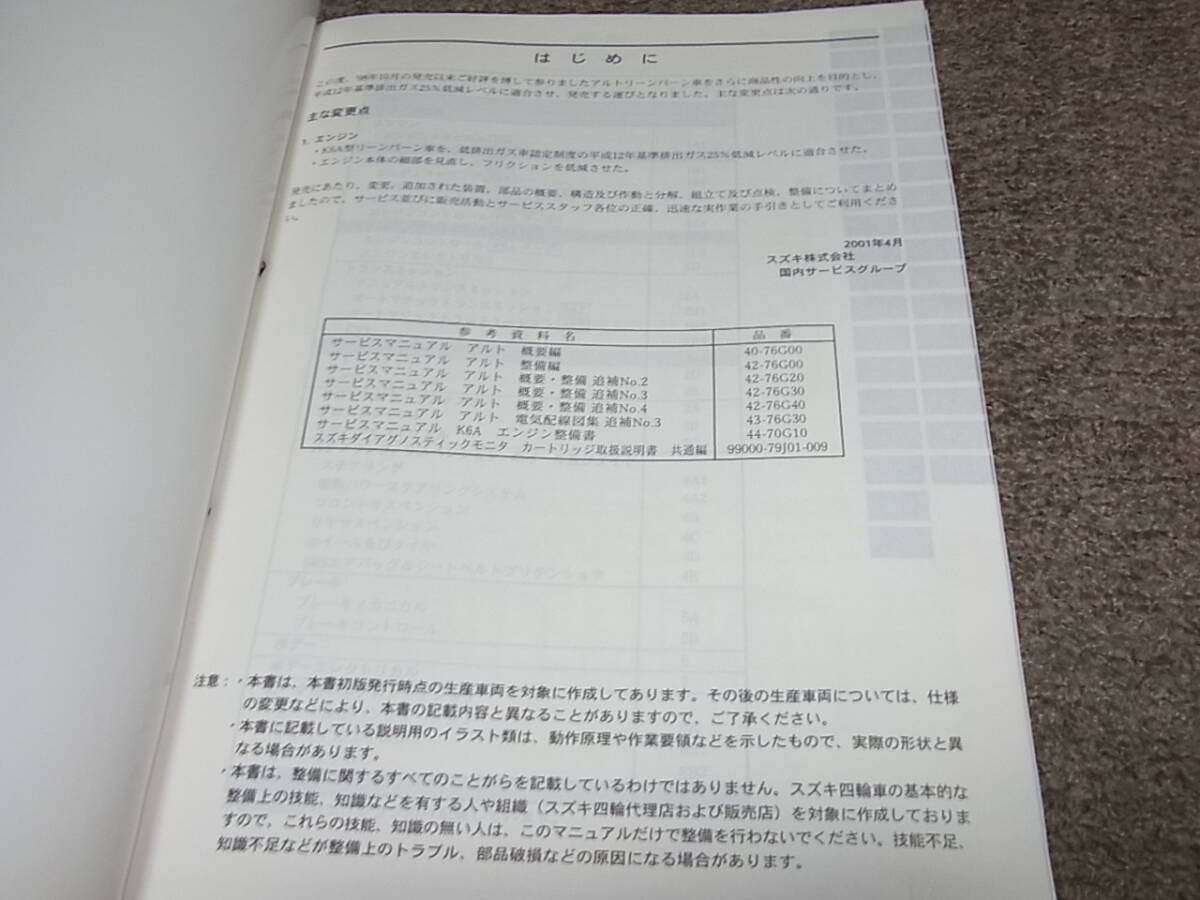 はじめに
この度、'98年10月の発売以来ご好評を博して参りましたアルトリーンバーン車をさらに商品性の向上を目的とし、
平成12年基準排出ガス25％低減レベルに適合させ、発売する運びとなりました。主な変更点は次の通りです。
主な変更点
1. エンジン
・K6A型リーンバーン車を、低排出ガス車認定制度の平成12年基準排出ガス25％低減レベルに適合させた。
・エンジン本体の細部を見直し、フリクションを低減させた。
発売にあたり、変更、追加された装置、部品の概要、構造及び作動と分解、組立て及び点検、整備についてまとめ
ましたので、サービス並びに販売活動とサービススタッフ各位の正確、迅速な実作業の手引きとしてご利用くださ
い。
2001年4月
スズキ株式会社
国内サービスグループ
参考資料名 品番
サービスマニュアル アルト 概要編 40-76G00
サービスマニュアル アルト 整備編 42-76G00
サービスマニュアル アルト 概要・整備 追補No.2 42-76G20
サービスマニュアル アルト 概要・整備 追補No.3 42-76G30
サービスマニュアル アルト 概要・整備 追補No.4 42-76G40
サービスマニュアル アルト 電気配線図集 追補No.3 43-76G30
サービスマニュアル K6A エンジン整備書 44-70G10
スズキダイアグノスティックモニタ カートリッジ取扱説明書 共通編 99000-79J01-009
注意：・本書は、本書初版発行時点の生産車両を対象に作成してあります。その後の生産車両については、仕様
の変更などにより、本書の記載内容と異なることがありますので、ご了承ください。
・本書に記載している説明用のイラスト類は、動作原理や作業要領などを示したもので、実際の形状と異
なる場合があります。
・本書は、整備に関するすべてのことがらを記載しているわけではありません。スズキ四輪車の基本的な
整備上の技能、知識などを有する人や組織（スズキ四輪代理店および販売店）を対象に作成しておりま
すので、これらの技能、知識の無い人は、このマニュアルだけで整備を行わないでください。技能不足、
知識不足などが整備上のトラブル、部品破損などの原因になる場合があります。